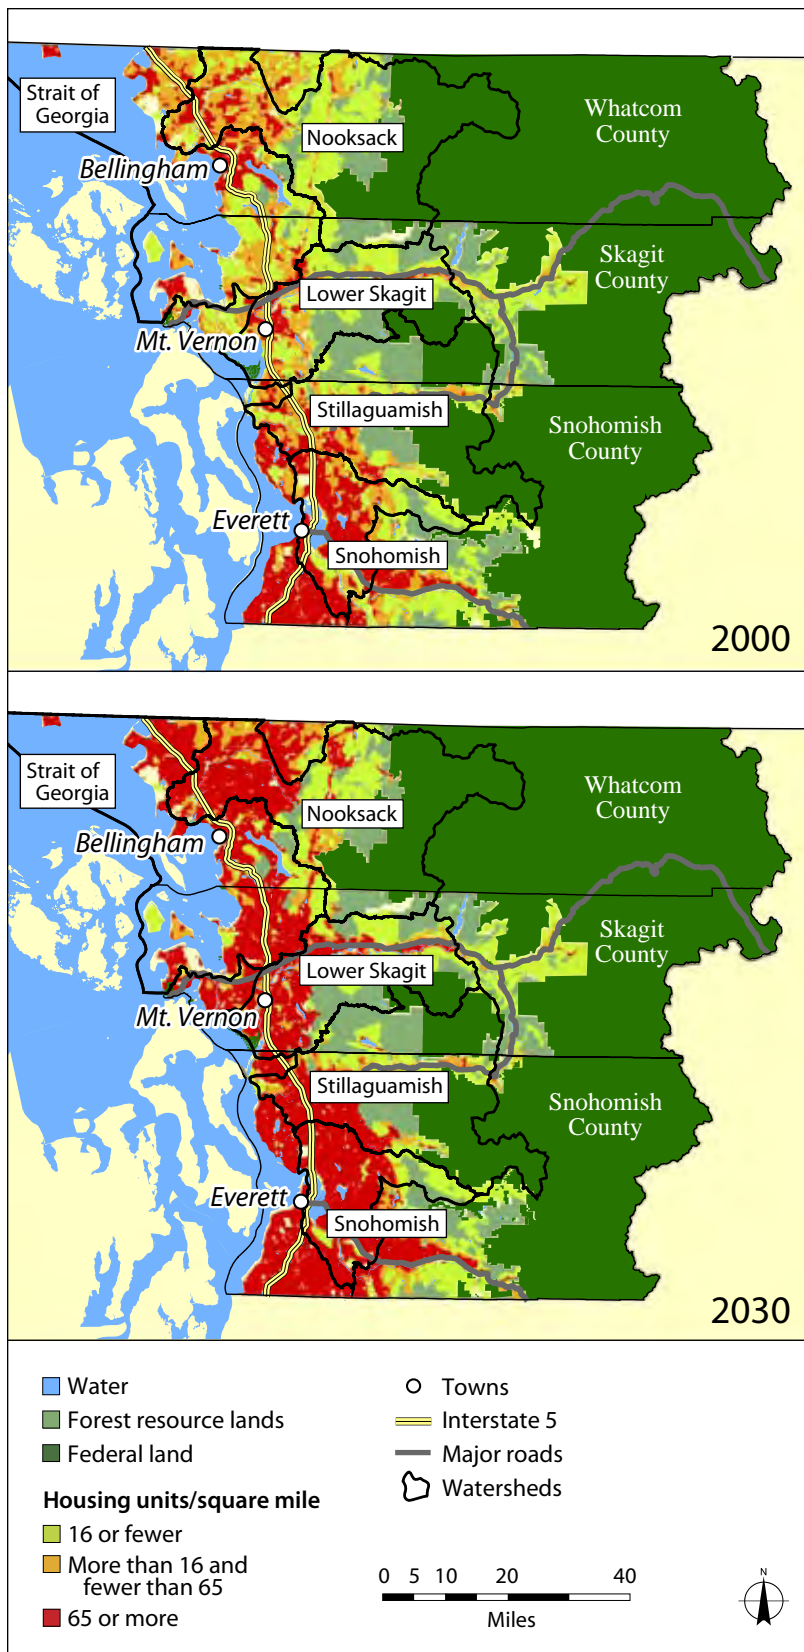 Strait of
Georgia
Whatcom
County
Nooksack
Bellingham
Skagit
County
Lower Skagit
Mt. Vernon
Stillaguamish
Snohomish
County
Everett
Snohomish
2000
Strait of
Georgia
Whatcom
County
Nooksack
Bellingham
Skagit
County
Lower Skagit
Mt. Vernon
Stillaguamish
Snohomish
County
Everett
Snohomish
2030
Water
Forest resource lands
Federal land
Housing units/square mile
16 or fewer
More than 16 and
fewer than 65
65 or more
Towns
Interstate 5
Major roads
Watersheds
0 5 10 20 40
Miles
N